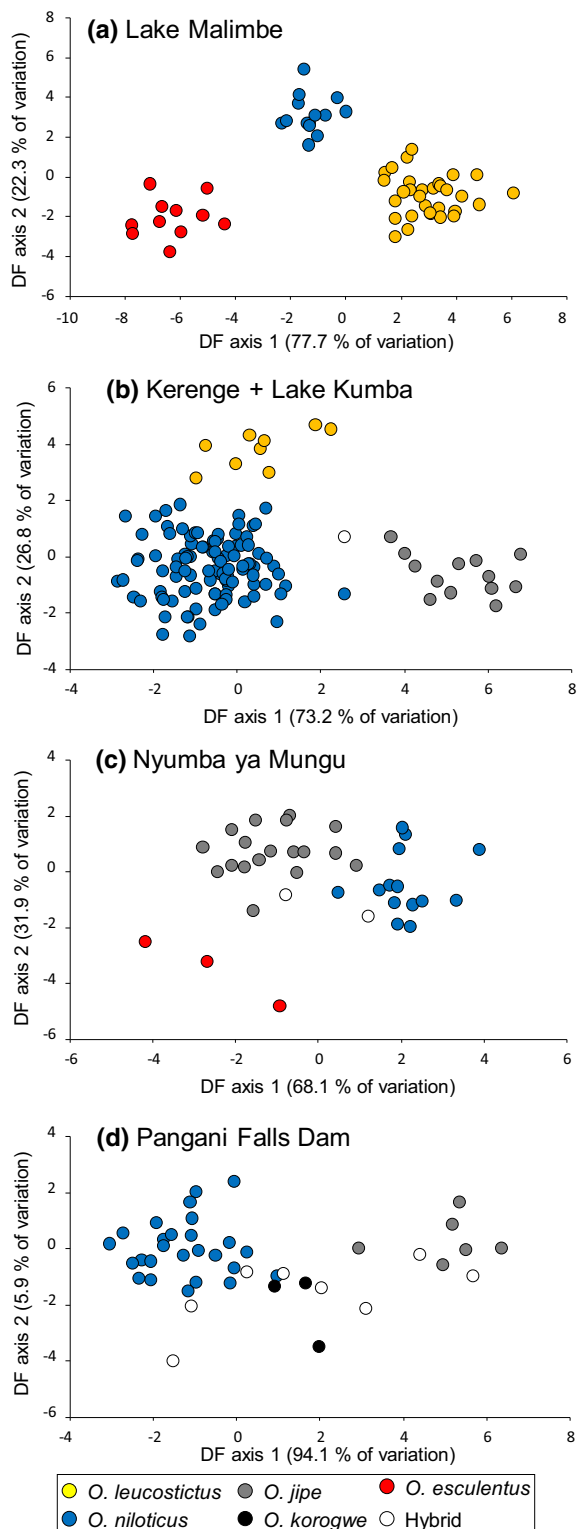 (a) Lake Malimbe
8
6
4
2
0
-2
-4
-6
-10 -8 -6 -4 -2 0 2 4 6 8
DF axis 2 (22.3 % of variation)
DF axis 1 (77.7 % of variation)
(b) Kerenge + Lake Kumba
6
4
2
0
-2
-4
-4 -2 0 2 4 6 8
DF axis 2 (26.8 % of variation)
DF axis 1 (73.2 % of variation)
(c) Nyumba ya Mungu
4
2
0
-2
-4
-6
-6 -4 -2 0 2 4 6
DF axis 2 (31.9 % of variation)
DF axis 1 (68.1 % of variation)
(d) Pangani Falls Dam
4
2
0
-2
-4
-6
-4 -2 0 2 4 6 8
DF axis 2 (5.9 % of variation)
DF axis 1 (94.1 % of variation)
O. leucostictus O. jipe O. esculentus
O. niloticus O. korogwe Hybrid